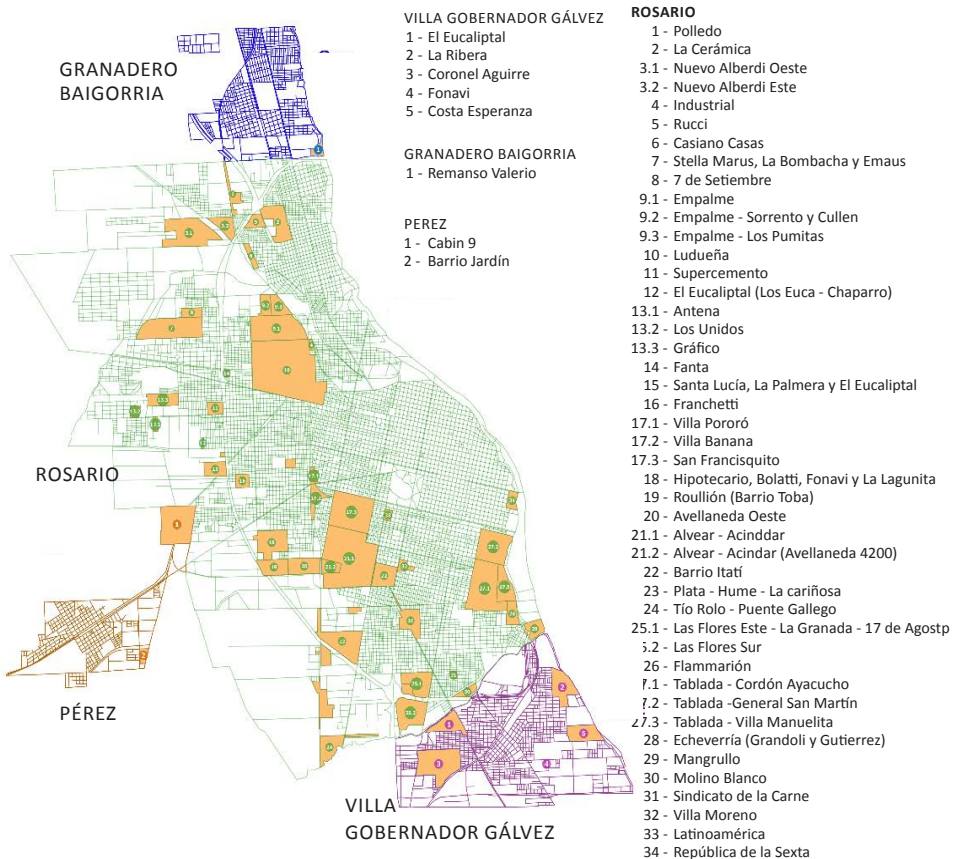 GRANADERO
BAIGORRIA
ROSARIO
PÉREZ
VILLA
GOBERNADOR GÁLVEZ
VILLA GOBERNADOR GÁLVEZ
1 - El Eucaliptal
2 - La Ribera
3 - Coronel Aguirre
4 - Fonavi
5 - Costa Esperanza
GRANADERO BAIGORRIA
1 - Remanso Valerio
PEREZ
1 - Cabin 9
2 - Barrio Jardín
ROSARIO
1 - Polledo
2 - La Cerámica
3.1 - Nuevo Alberdi Oeste
3.2 - Nuevo Alberdi Este
4 - Industrial
5 - Rucci
6 - Casiano Casas
7 - Stella Marus, La Bombacha y Emaus
8 - 7 de Setiembre
9.1 - Empalme
9.2 - Empalme - Sorrento y Cullen
9.3 - Empalme - Los Pumitas
10 - Ludueña
11 - Supercemento
12 - El Eucaliptal (Los Euca - Chaparro)
13.1 - Antena
13.2 - Los Unidos
13.3 - Gráfico
14 - Fanta
15 - Santa Lucía, La Palmera y El Eucaliptal
16 - Franchetti
17.1 - Villa Pororó
17.2 - Villa Banana
17.3 - San Francisquito
18 - Hipotecario, Bolatti, Fonavi y La Lagunita
19 - Roullión (Barrio Toba)
20 - Avellaneda Oeste
21.1 - Alvear - Acinddar
21.2 - Alvear - Acindar (Avellaneda 4200)
22 - Barrio Itatí
23 - Plata - Hume - La cariñosa
24 - Tío Rolo - Puente Gallego
25.1 - Las Flores Este - La Granada - 17 de Agostp
5.2 - Las Flores Sur
26 - Flammarión
7.1 - Tablada - Cordón Ayacucho
7.2 - Tablada -General San Martín
27.3 - Tablada - Villa Manuelita
28 - Echeverría (Grandoli y Gutierrez)
29 - Mangrullo
30 - Molino Blanco
31 - Sindicato de la Carne
32 - Villa Moreno
33 - Latinoamérica
34 - República de la Sexta